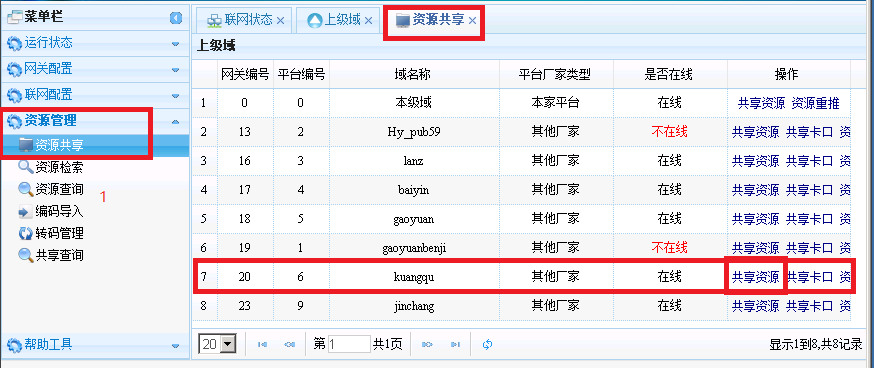 菜单栏
联网状态 上级域 资源共享
运行状态
网关配置
联网配置
资源管理
资源共享
资源检索
资源查询
编码导入
转码管理
共享查询
帮助工具
1
上级域
网关编号 平台编号 域名称 平台厂家类型 是否在线 操作
1 0 0 本级域 本家平台 在线 共享资源 资源重推
2 13 2 Hy_pub59 其他厂家 不在线 共享资源 共享卡口 资
3 16 3 lanz 其他厂家 在线 共享资源 共享卡口 资
4 17 4 baiyin 其他厂家 在线 共享资源 共享卡口 资
5 18 5 gaoyuan 其他厂家 在线 共享资源 共享卡口 资
6 19 1 gaoyuanbenji 其他厂家 不在线 共享资源 共享卡口 资
7 20 6 kuangqu 其他厂家 在线 共享资源 共享卡口 资
8 23 9 jinchang 其他厂家 在线 共享资源 共享卡口 资
20 第 1 共1页 显示1到8,共8记录